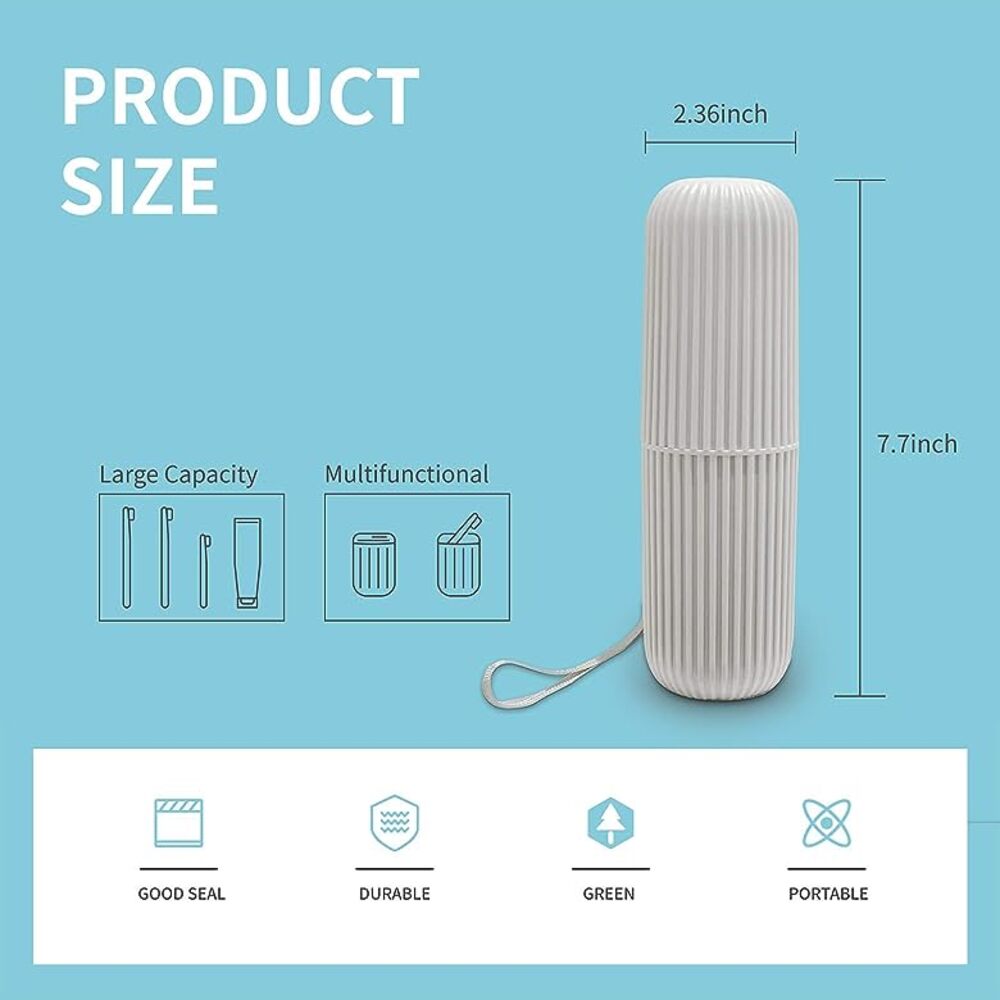 PRODUCT
SIZE
2.36inch
7.7inch
Large Capacity
Multifunctional
GOOD SEAL
DURABLE
GREEN
PORTABLE